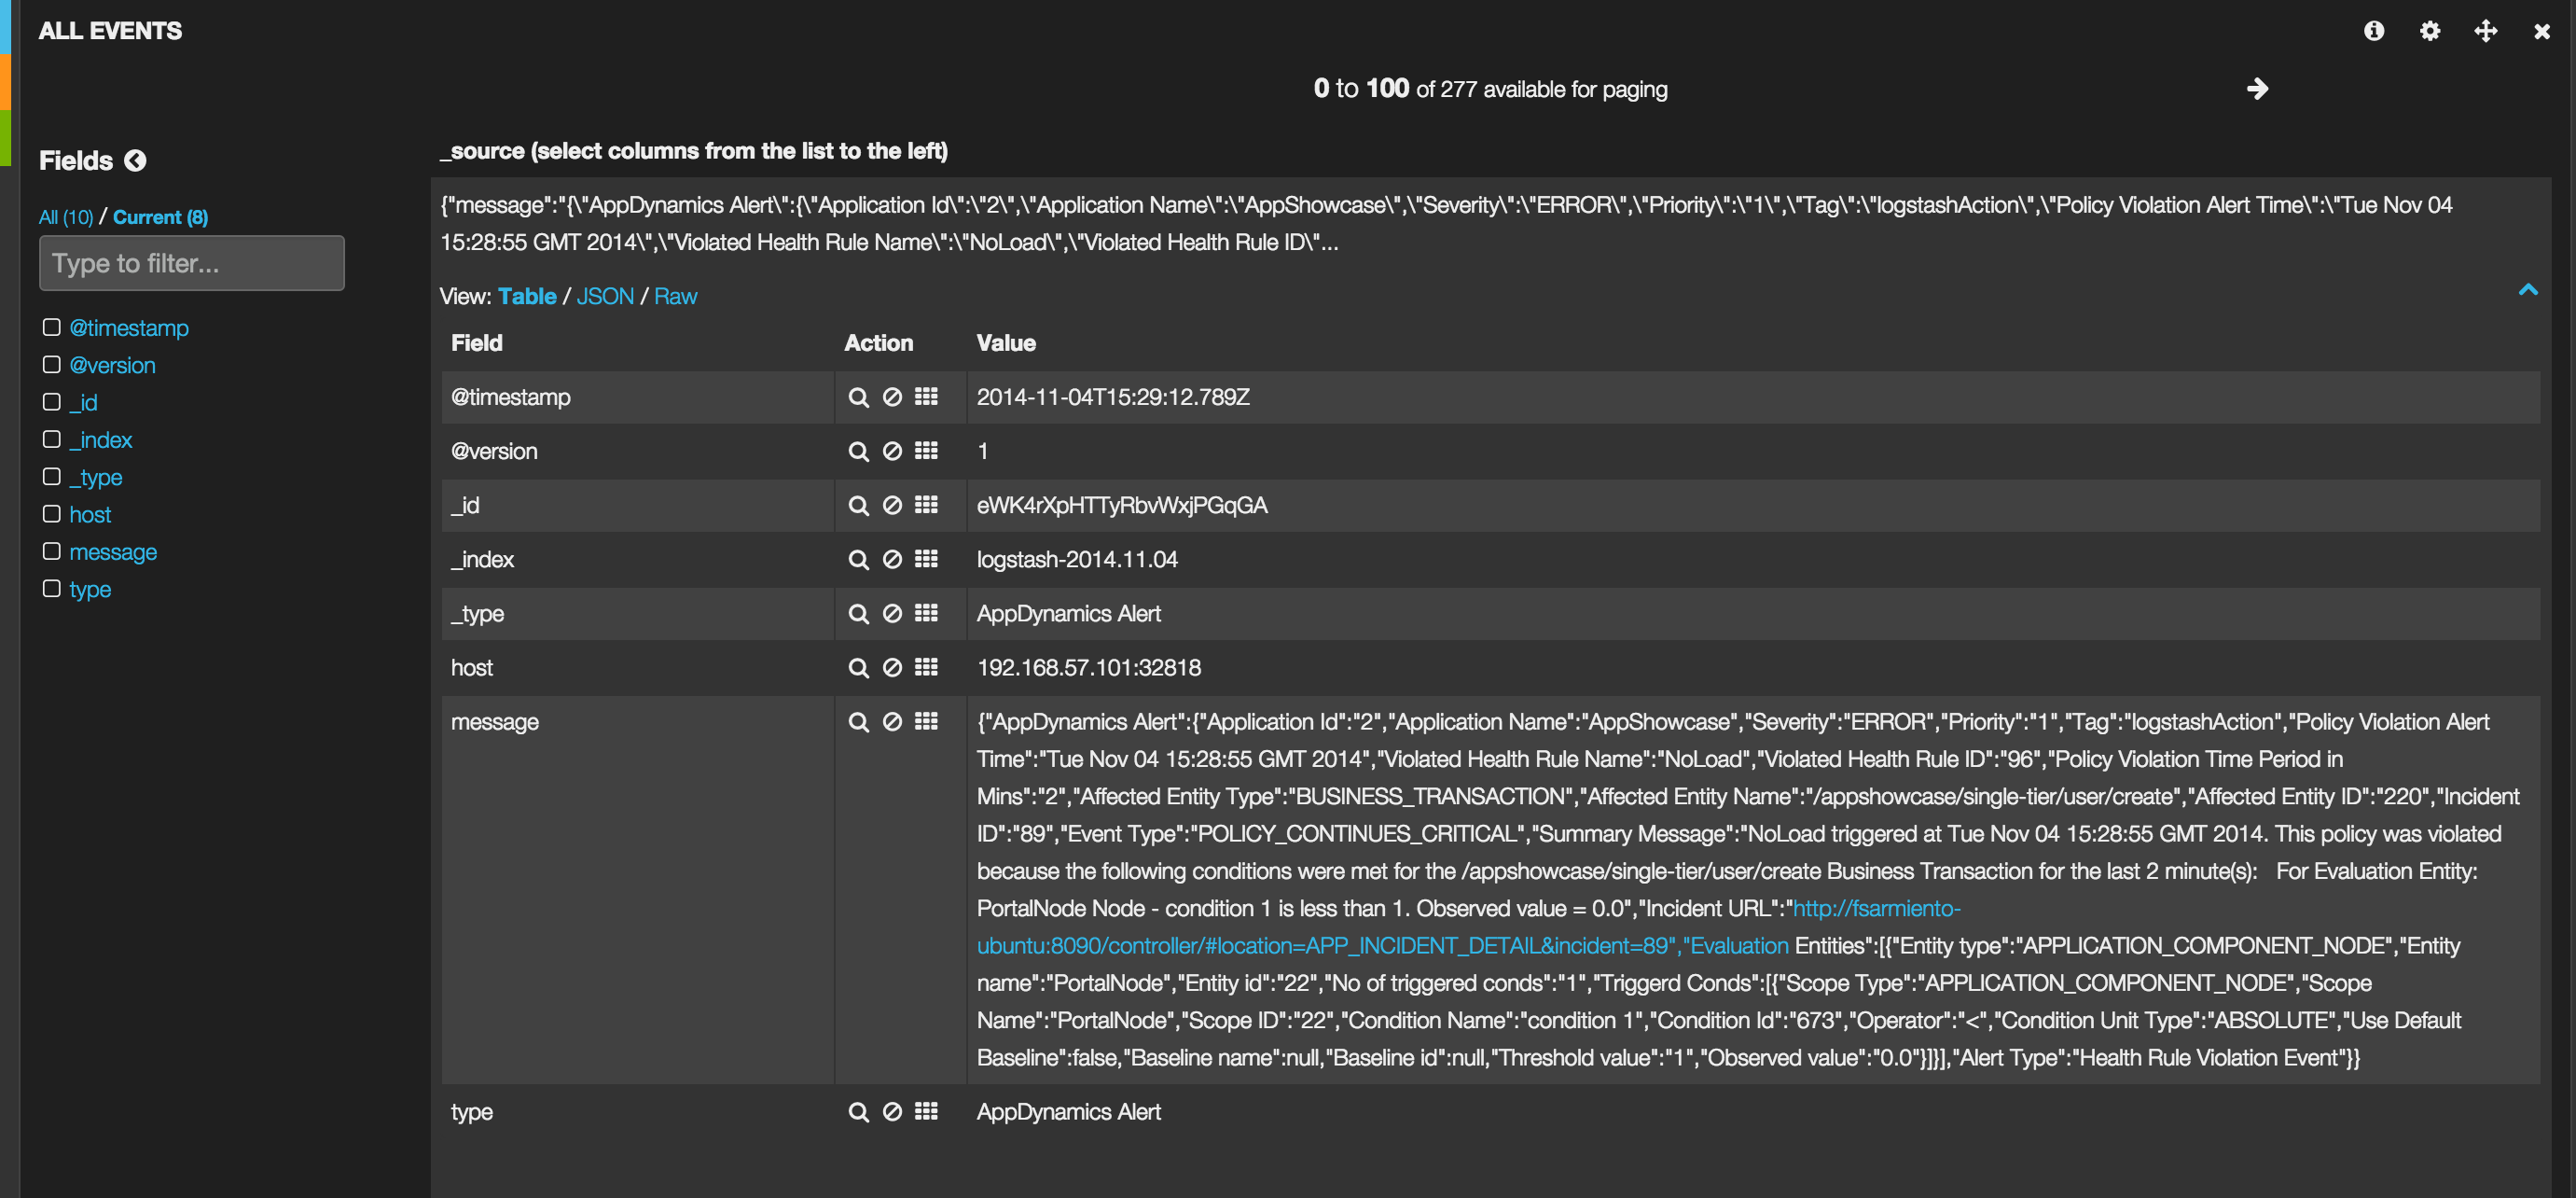 ALL EVENTS
0 to 100 of 277 available for paging
Fields
All (10) / Current (8)
Type to filter...
@timestamp
@version
_id
_index
_type
host
message
type
_source (select columns from the list to the left)
{"message":"{\"AppDynamics Alert\":{\"Application Id\":\"2\",\"Application Name\":\"AppShowcase\",\"Severity\":\"ERROR\",\"Priority\":\"1\",\"Tag\":\"logstashAction\",\"Policy Violation Alert Time\":\"Tue Nov 04
15:28:55 GMT 2014\",\"Violated Health Rule Name\":\"NoLoad\",\"Violated Health Rule ID\"...
View: Table / JSON / Raw
Field Action Value
@timestamp 2014-11-04T15:29:12.789Z
@version 1
_id eWK4rXpHTTyRbvWxjPGqGA
_index logstash-2014.11.04
_type AppDynamics Alert
host 192.168.57.101:32818
message {"AppDynamics Alert":{"Application Id":"2","Application Name":"AppShowcase","Severity":"ERROR","Priority":"1","Tag":"logstashAction","Policy Violation Alert
Time":"Tue Nov 04 15:28:55 GMT 2014","Violated Health Rule Name":"NoLoad","Violated Health Rule ID":"96","Policy Violation Time Period in
Mins":"2","Affected Entity Type":"BUSINESS_TRANSACTION","Affected Entity Name":"/appshowcase/single-tier/user/create","Affected Entity ID":"220","Incident
ID":"89","Event Type":"POLICY_CONTINUES_CRITICAL","Summary Message":"NoLoad triggered at Tue Nov 04 15:28:55 GMT 2014. This policy was violated
because the following conditions were met for the /appshowcase/single-tier/user/create Business Transaction for the last 2 minute(s): For Evaluation Entity:
PortalNode Node - condition 1 is less than 1. Observed value = 0.0","Incident URL":"http://fsarmiento-
ubuntu:8090/controller/#location=APP_INCIDENT_DETAIL&incident=89","Evaluation Entities":[{"Entity type":"APPLICATION_COMPONENT_NODE","Entity
name":"PortalNode","Entity id":"22","No of triggered conds":"1","Triggerd Conds":[{"Scope Type":"APPLICATION_COMPONENT_NODE","Scope
Name":"PortalNode","Scope ID":"22","Condition Name":"condition 1","Condition Id":"673","Operator":"<","Condition Unit Type":"ABSOLUTE","Use Default
Baseline":false,"Baseline name":null,"Baseline id":null,"Threshold value":"1","Observed value":"0.0"}]}],"Alert Type":"Health Rule Violation Event"}}
type AppDynamics Alert